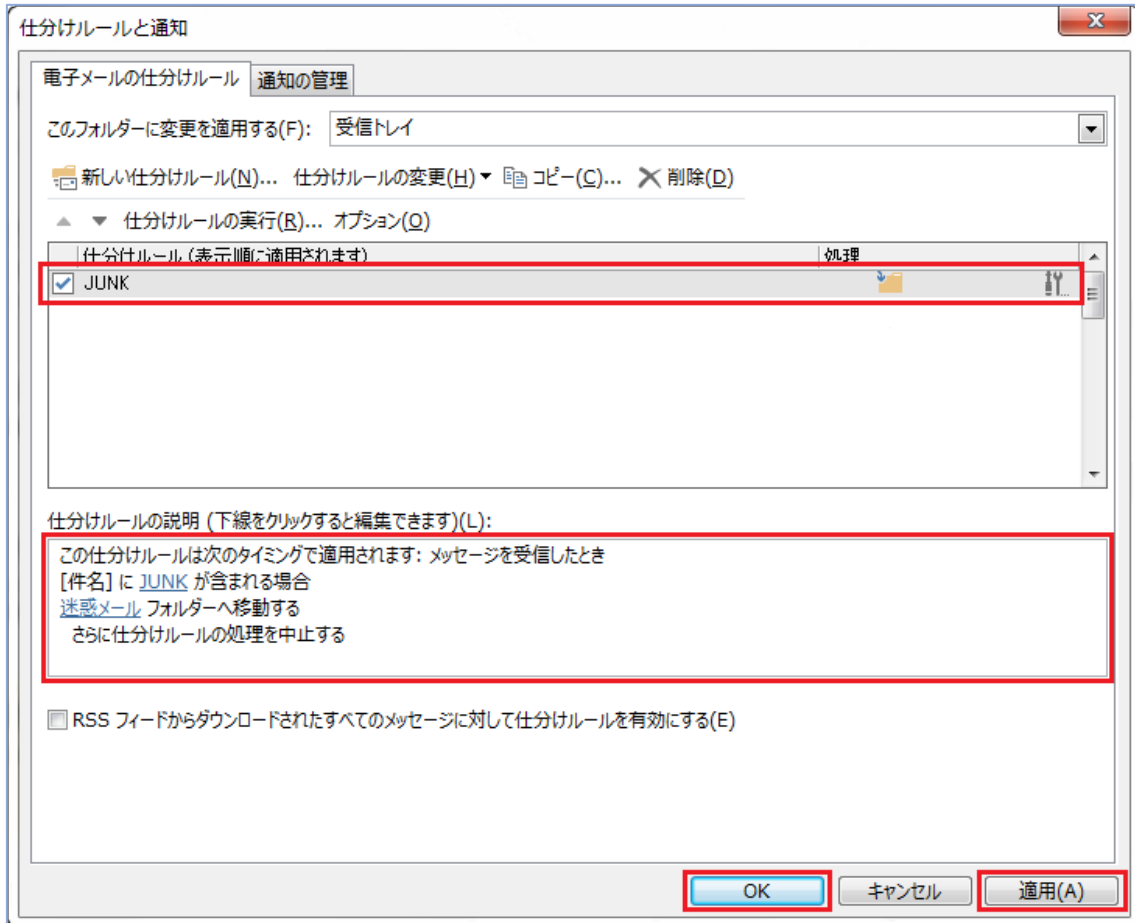 仕分けルールと通知
電子メールの仕分けルール 通知の管理
このフォルダーに変更を適用する(F): 受信トレイ
新しい仕分けルール(N)... 仕分けルールの変更(H) コピー(C)... 削除(D)
仕分けルールの実行(R)... オプション(O)
仕分けルール (表示順に適用されます) 処理
JUNK
仕分けルールの説明 (下線をクリックすると編集できます)(L):
この仕分けルールは次のタイミングで適用されます: メッセージを受信したとき
[件名] に JUNK が含まれる場合
迷惑メール フォルダーへ移動する
さらに仕分けルールの処理を中止する
RSS フィードからダウンロードされたすべてのメッセージに対して仕分けルールを有効にする(E)
OK キャンセル 適用(A)